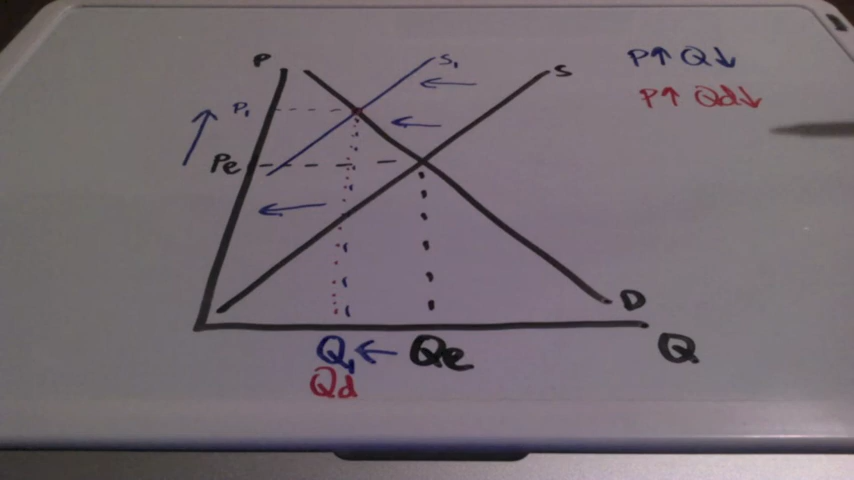 P
S₁
S
P↑ Q↓
P↑ Qd↓
P₁
Pe
D
Q₁ ← Qe
Q
Qd